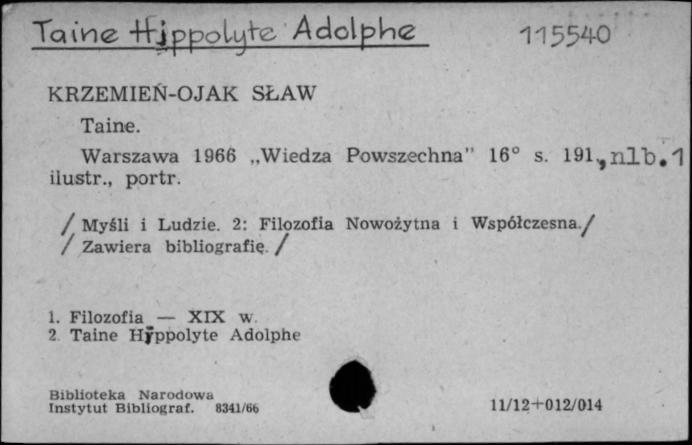 Taine Hippolyte Adolphe 115540
KRZEMIEŃ-OJAK SŁAW
Taine.
Warszawa 1966 „Wiedza Powszechna" 16° s. 191, nlb. 1
ilustr., portr.
/ Myśli i Ludzie. 2: Filozofia Nowożytna i Współczesna. /
/ Zawiera bibliografię. /
1. Filozofia — XIX w.
2. Taine Hippolyte Adolphe
Biblioteka Narodowa
Instytut Bibliograf. 8341/66 11/12+012/014